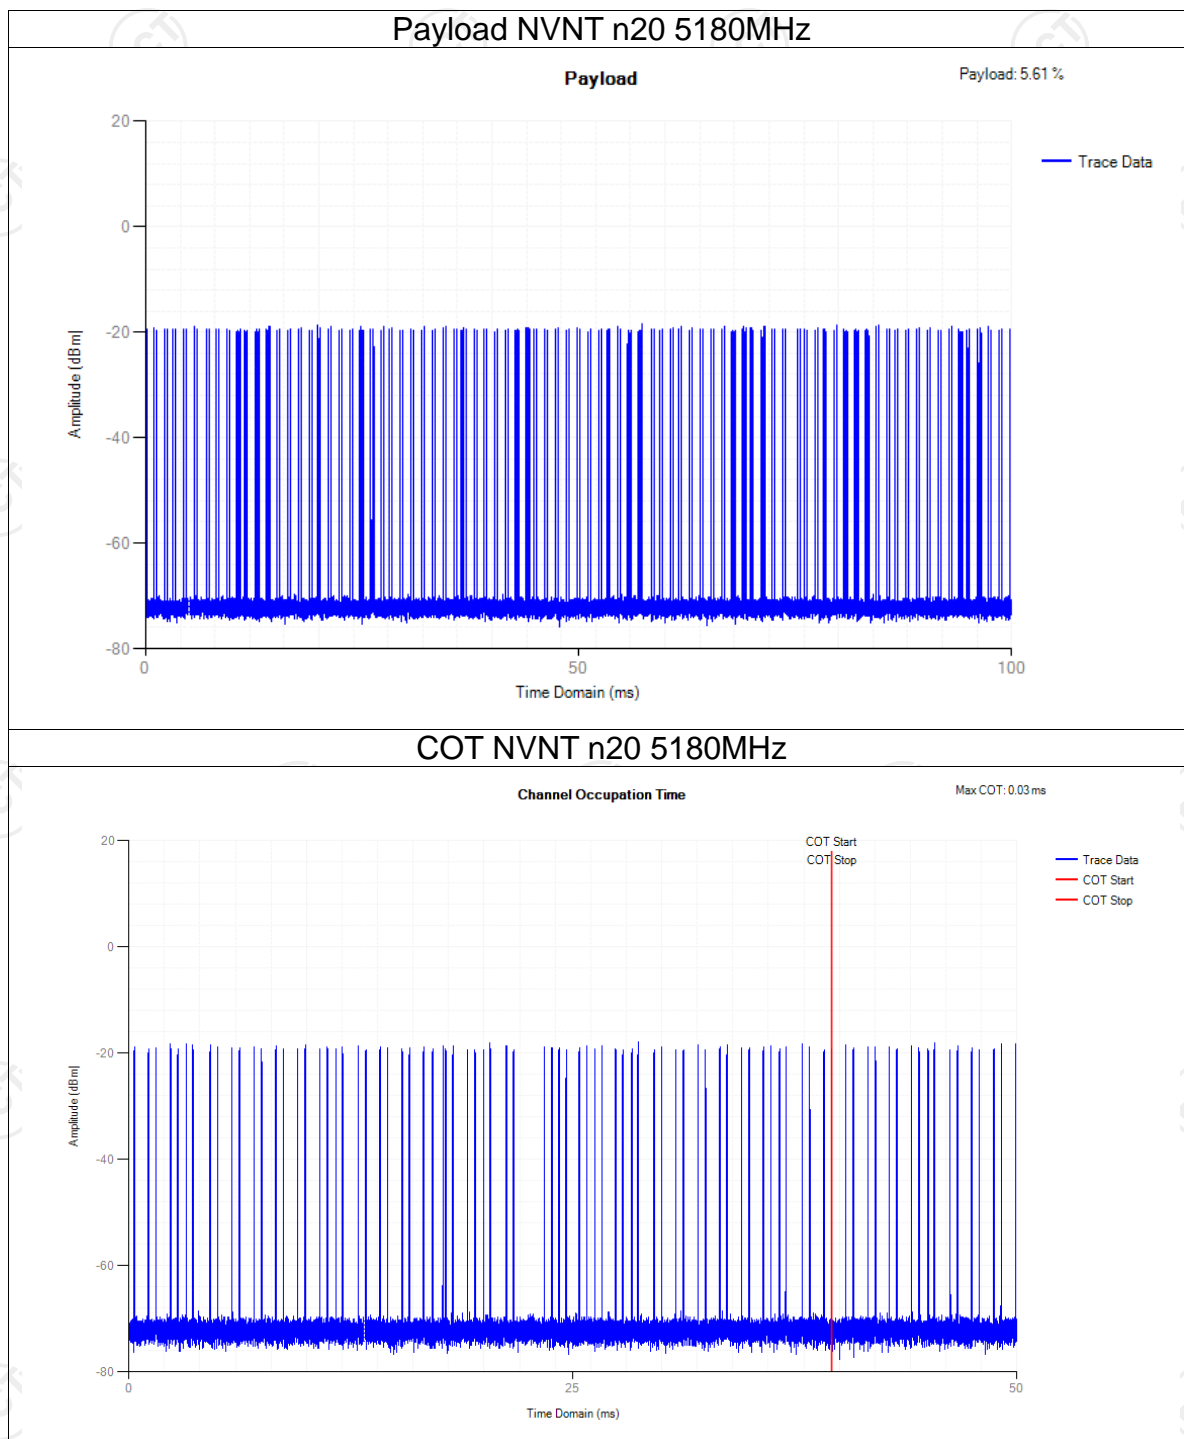 Payload NVNT n20 5180MHz
Payload
Payload: 5.61 %
20
0
-20
-40
-60
-80
Amplitude (dBm)
Trace Data
0
50
100
Time Domain (ms)
COT NVNT n20 5180MHz
Channel Occupation Time
Max COT: 0.03 ms
COT Start
COT Stop
20
0
-20
-40
-60
-80
Amplitude (dBm)
Trace Data
COT Start
COT Stop
0
25
50
Time Domain (ms)